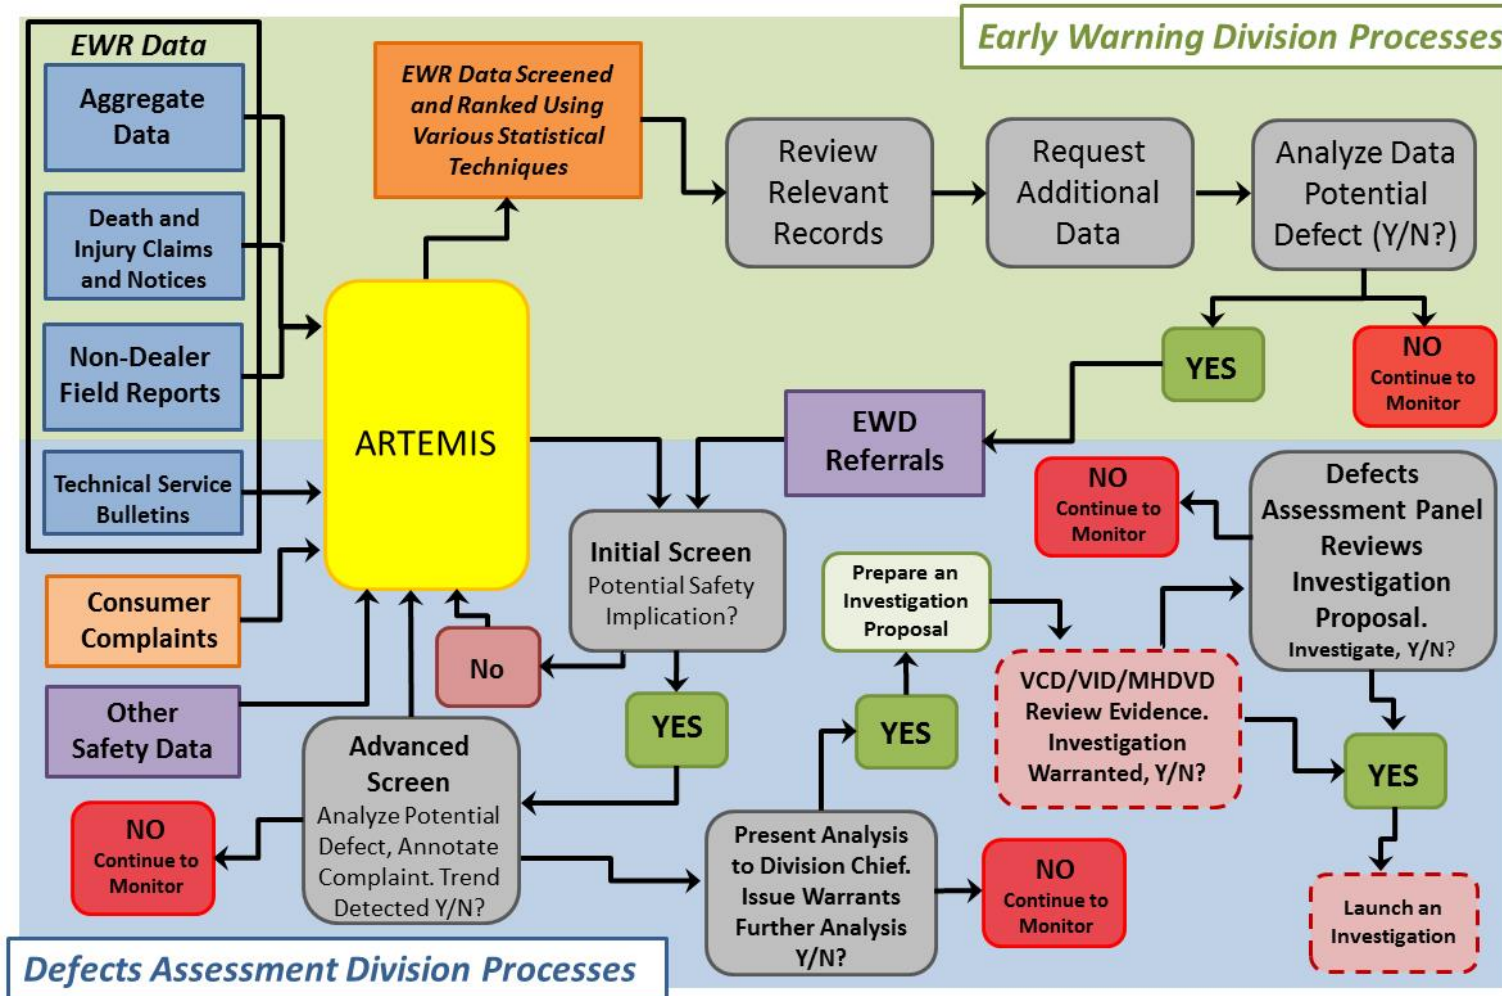 Early Warning Division Processes
EWR Data
Aggregate
Data
Death and
Injury Claims
and Notices
Non-Dealer
Field Reports
Technical Service
Bulletins
Consumer
Complaints
Other
Safety Data
EWR Data Screened
and Ranked Using
Various Statistical
Techniques
Review
Relevant
Records
Request
Additional
Data
Analyze Data
Potential
Defect (Y/N?)
YES
NO
Continue to
Monitor
EWD
Referrals
ARTEMIS
Initial Screen
Potential Safety
Implication?
No
YES
Advanced
Screen
Analyze Potential
Defect, Annotate
Complaint. Trend
Detected Y/N?
NO
Continue to
Monitor
Present Analysis
to Division Chief.
Issue Warrants
Further Analysis
Y/N?
NO
Continue to
Monitor
YES
Prepare an
Investigation
Proposal
VCD/VID/MHDVD
Review Evidence.
Investigation
Warranted, Y/N?
Defects
Assessment Panel
Reviews
Investigation
Proposal.
Investigate, Y/N?
NO
Continue to
Monitor
YES
Launch an
Investigation
Defects Assessment Division Processes